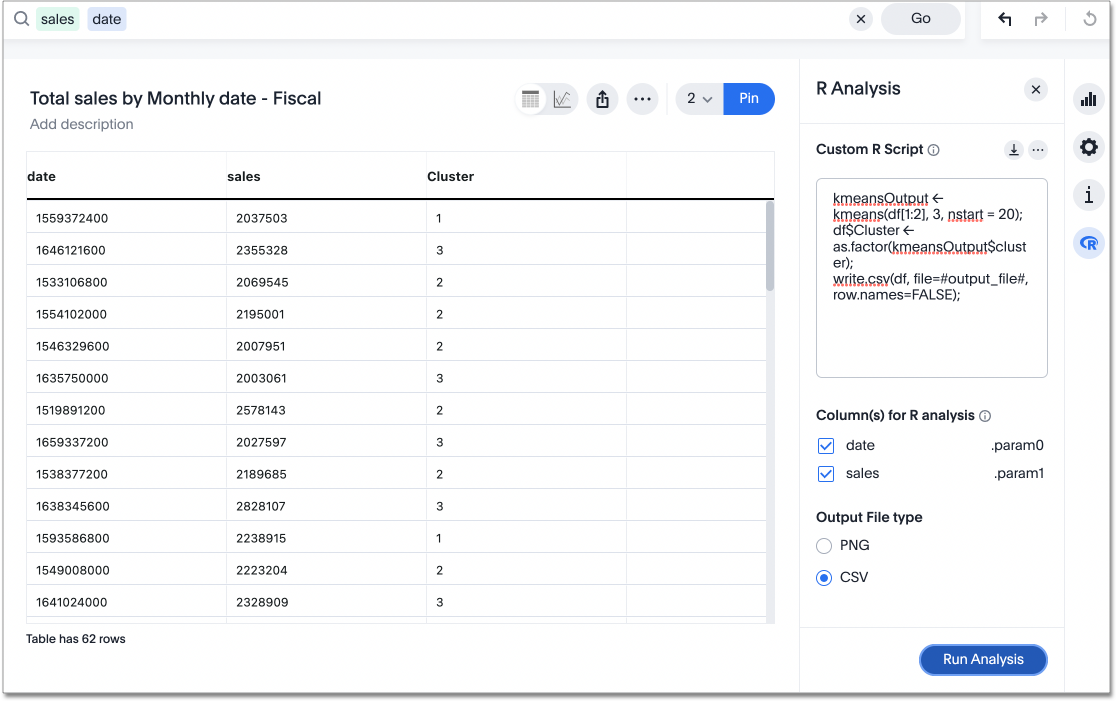 sales date
Go
Total sales by Monthly date - Fiscal
Add description
2
Pin
date sales Cluster
1559372400 2037503 1
1646121600 2355328 3
1533106800 2069545 2
1554102000 2195001 2
1546329600 2007951 2
1635750000 2003061 3
1519891200 2578143 2
1659337200 2027597 3
1538377200 2189685 2
1638345600 2828107 3
1593586800 2238915 1
1549008000 2223204 2
1641024000 2328909 3
Table has 62 rows
R Analysis
Custom R Script
kmeansOutput <-
kmeans(df[1:2], 3, nstart = 20);
df$Cluster <-
as.factor(kmeansOutput$clust
er);
write.csv(df, file=#output_file#,
row.names=FALSE);
Column(s) for R analysis
date .param0
sales .param1
Output File type
PNG
CSV
Run Analysis
i
R